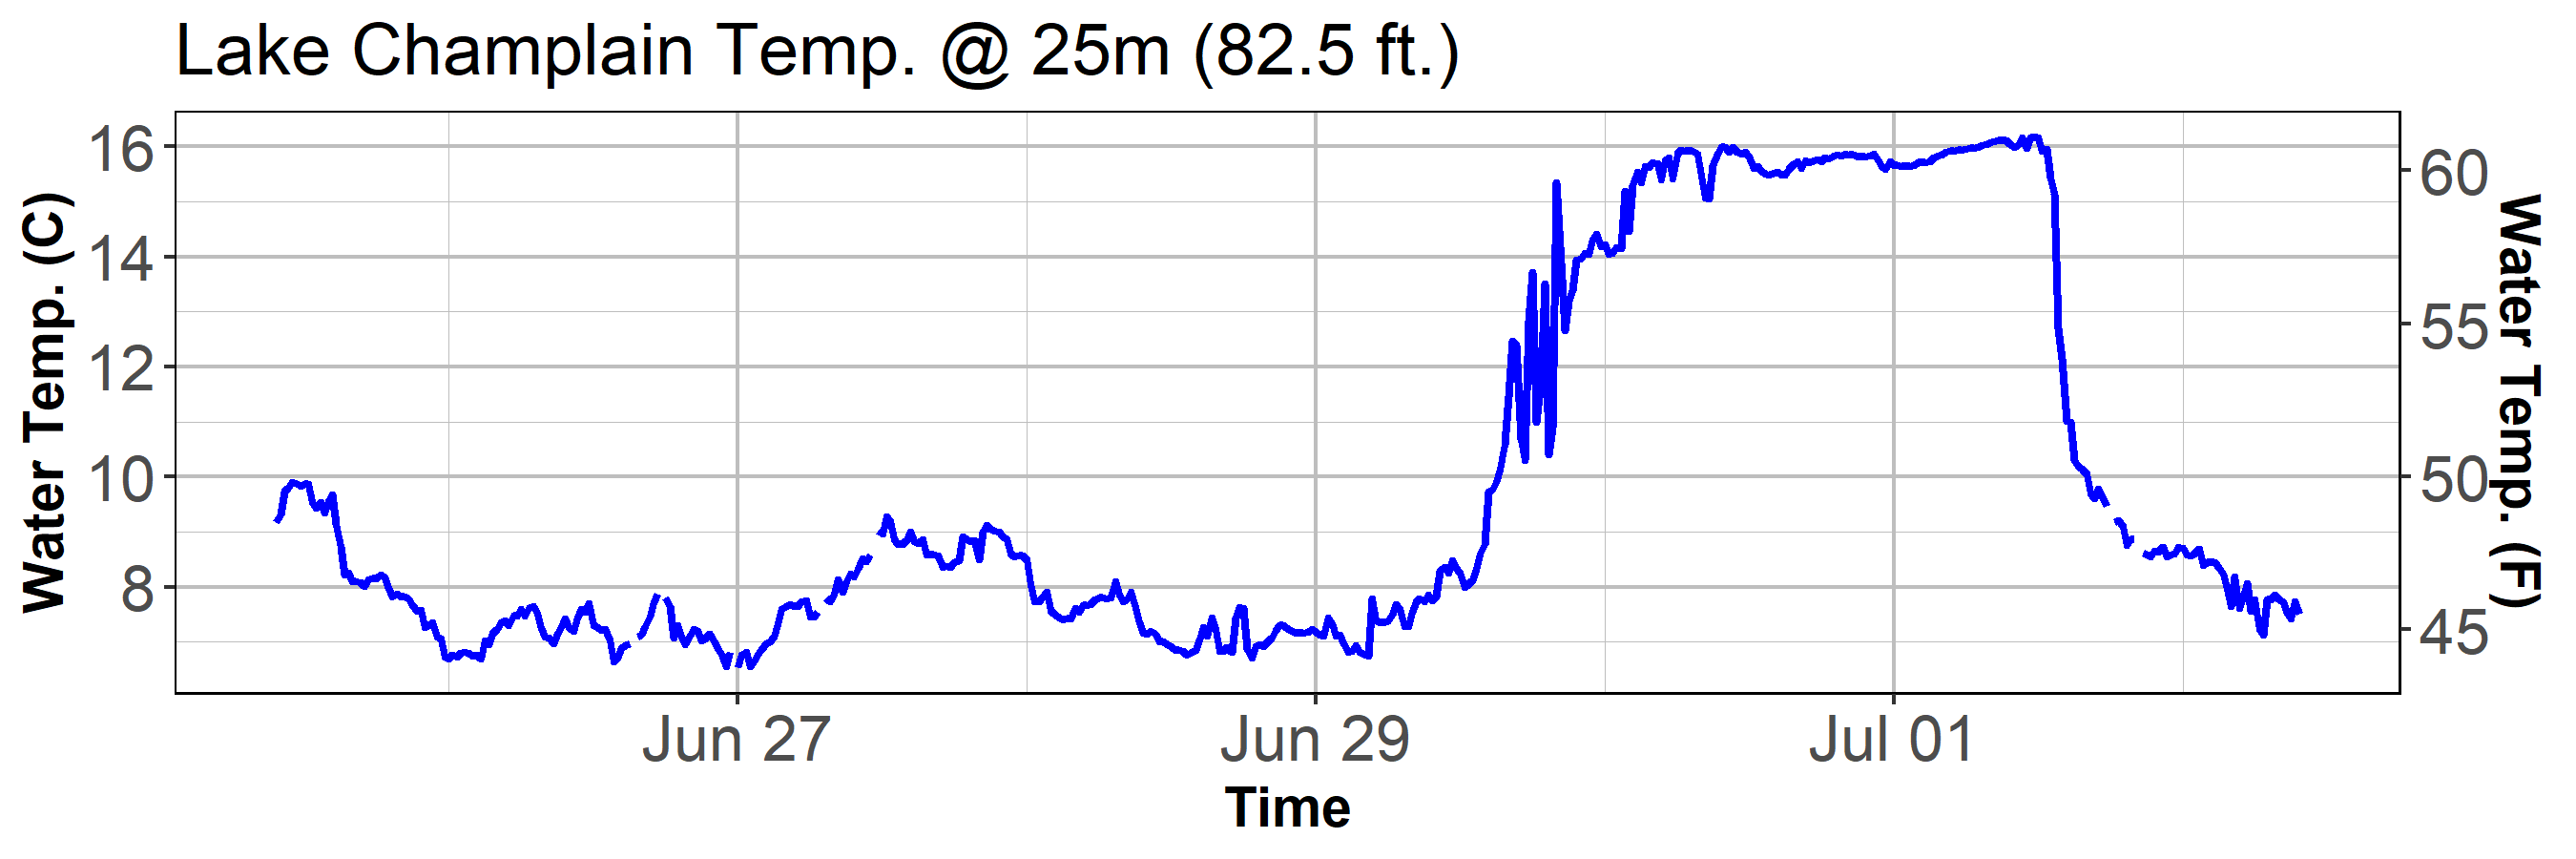 Lake Champlain Temp. @ 25m (82.5 ft.)
Water Temp. (C)
16
14
12
10
8
60
55
50
45
Water Temp. (F)
Jun 27
Jun 29
Jul 01
Time